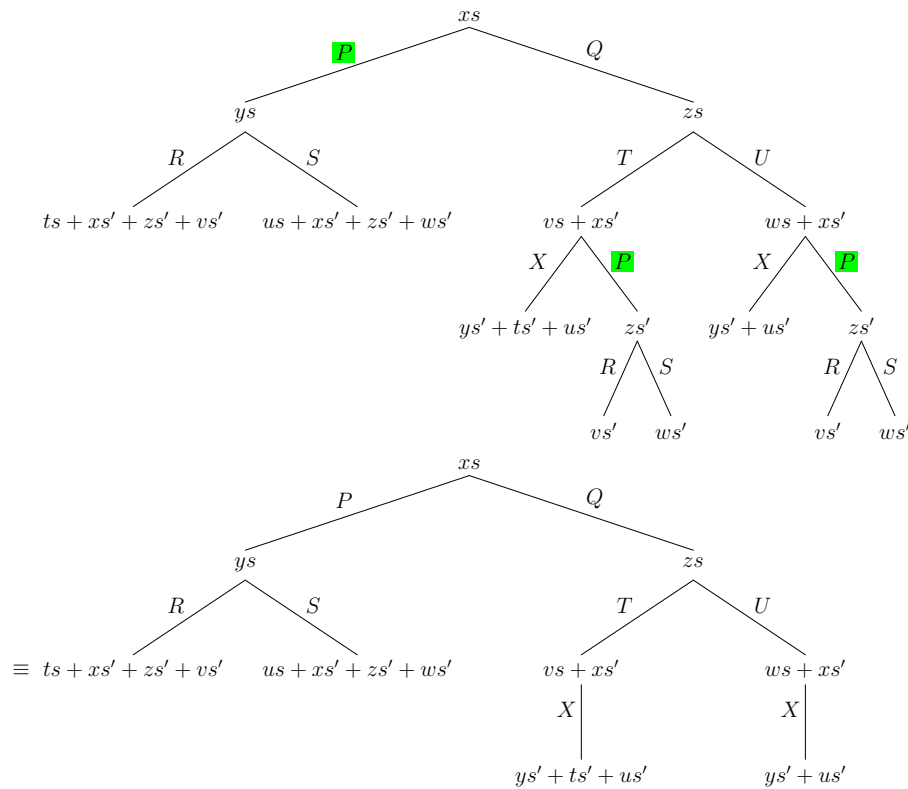 xs
P Q
ys zs
R S T U
ts + xs′ + zs′ + vs′ us + xs′ + zs′ + ws′ vs + xs′ ws + xs′
X P X P
ys′ + ts′ + us′ zs′ ys′ + us′ zs′
R S R S
vs′ ws′ vs′ ws′
xs
P Q
ys zs
R S T U
≡ ts + xs′ + zs′ + vs′ us + xs′ + zs′ + ws′ vs + xs′ ws + xs′
X X
ys′ + ts′ + us′ ys′ + us′